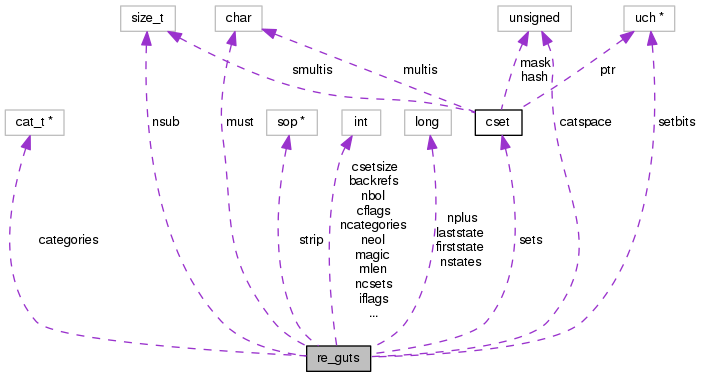 size_t
char
unsigned
uch *
smultis
multis
mask
hash
ptr
cat_t *
nsub
must
sop *
int
long
cset
catspace
setbits
csetsize
backrefs
nbol
cflags
ncategories
neol
magic
mlen
ncsets
iflags
...
nplus
laststate
firststate
nstates
categories
strip
sets
re_guts